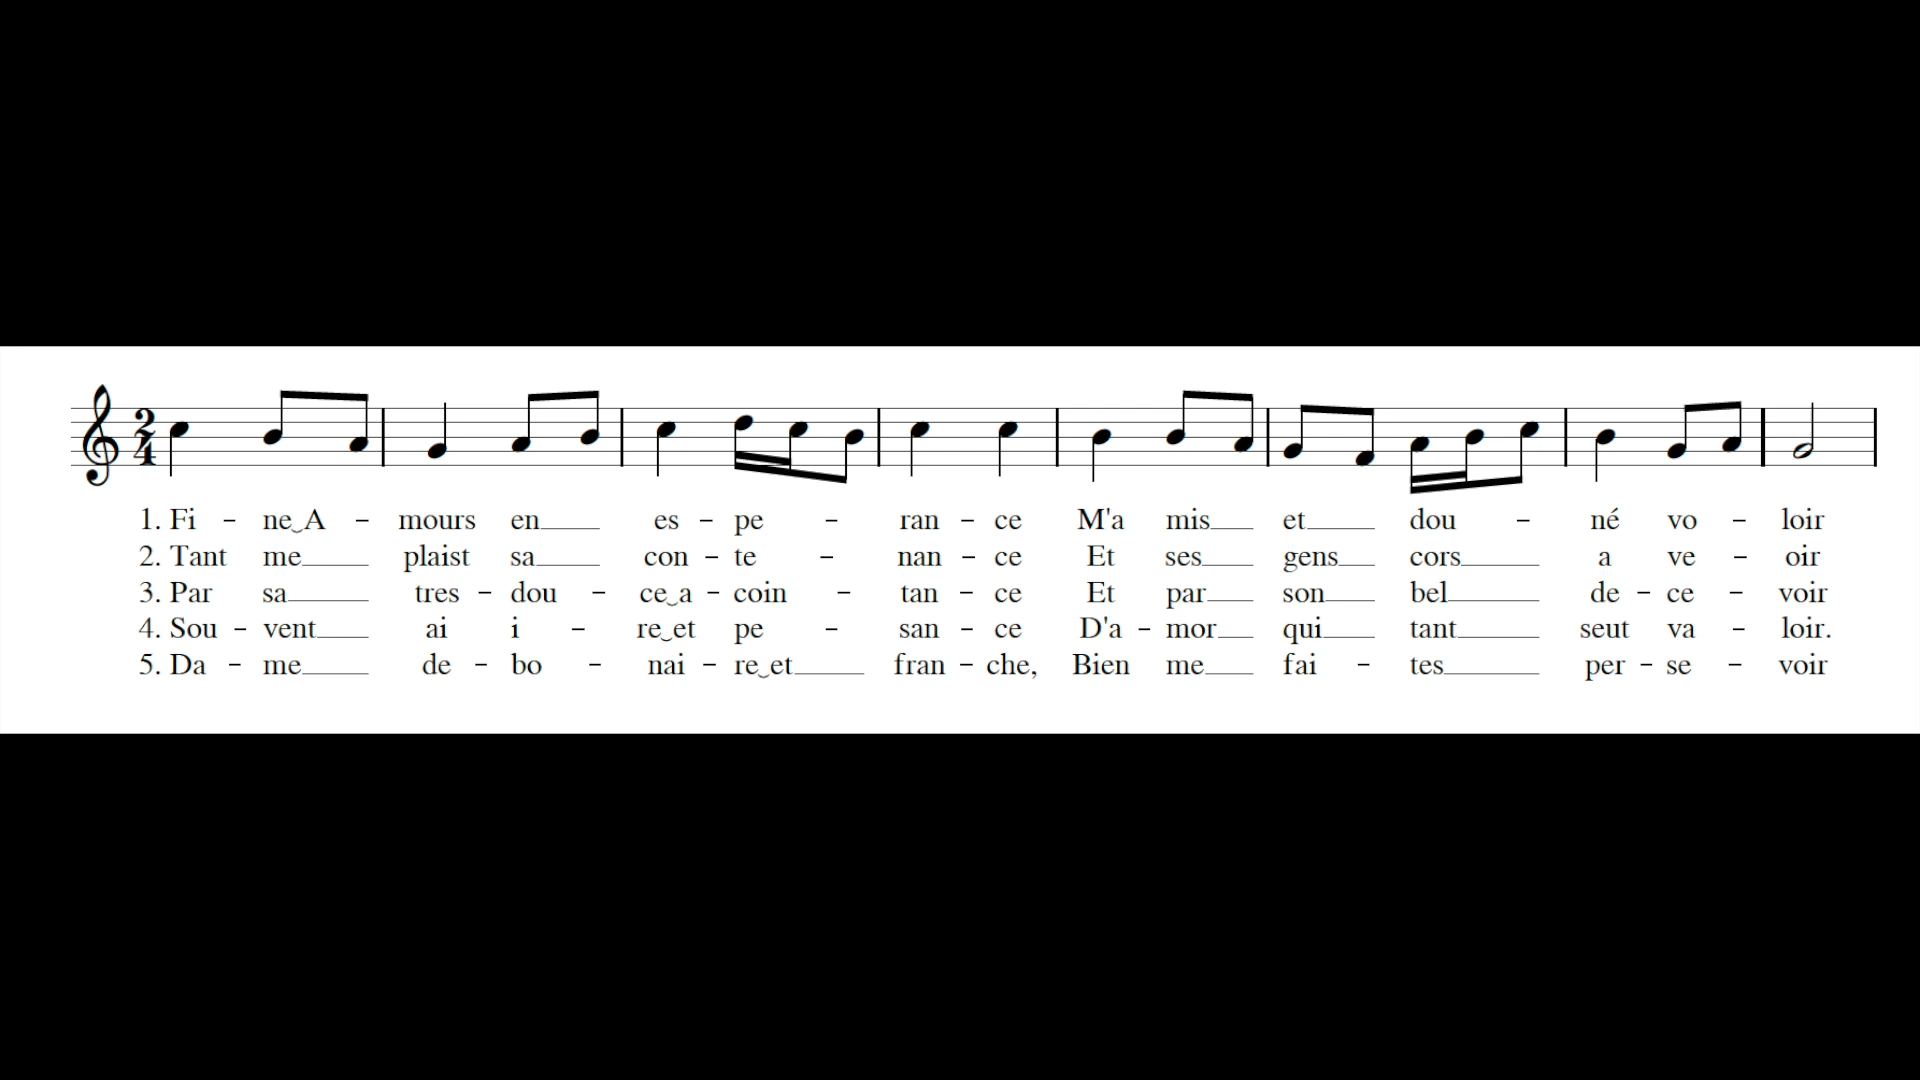 2
4
1. Fi - ne‿A - mours en___ es - pe - ran - ce M'a mis___ et___ dou - né vo - loir
2. Tant me___ plaist sa___ con - te - nan - ce Et ses___ gens___ cors___ a ve - oir
3. Par sa___ tres - dou - ce‿a - coin - tan - ce Et par___ son___ bel___ de - ce - voir
4. Sou - vent___ ai i - re‿et pe - san - ce D'a - mor___ qui___ tant___ seut va - loir.
5. Da - me___ de - bo - nai - re‿et___ fran - che, Bien me___ fai - tes___ per - se - voir